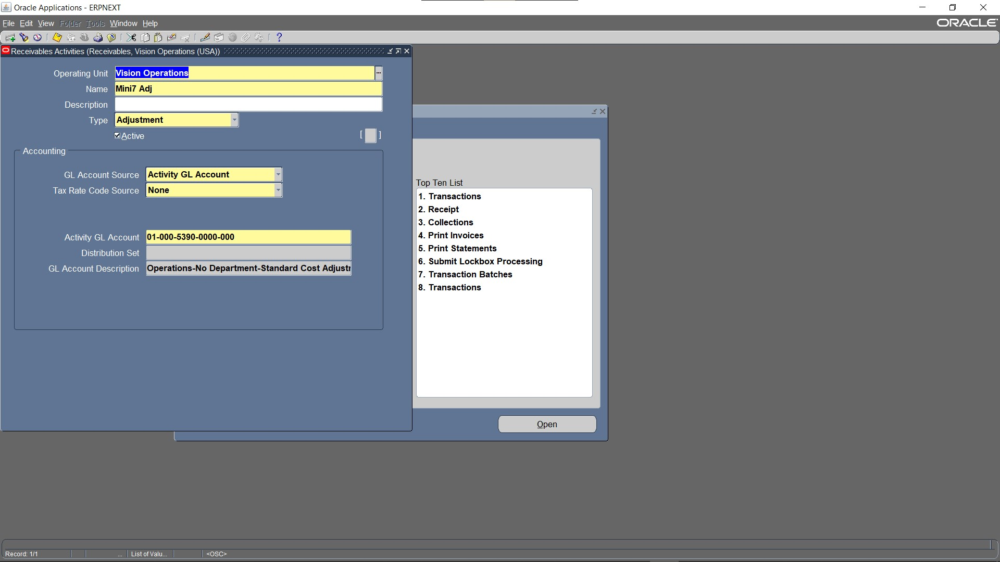 Oracle Applications - ERPNEXT
File Edit View Folder Tools Window Help
ORACLE
Receivables Activities (Receivables, Vision Operations (USA))
Operating Unit Vision Operations ...
Name Mini7 Adj
Description
Type Adjustment
Active [ ]
Accounting
GL Account Source Activity GL Account
Tax Rate Code Source None
Activity GL Account 01-000-5390-0000-000
Distribution Set
GL Account Description Operations-No Department-Standard Cost Adjustr
Top Ten List
1. Transactions
2. Receipt
3. Collections
4. Print Invoices
5. Print Statements
6. Submit Lockbox Processing
7. Transaction Batches
8. Transactions
Open
Record: 1/1 ... List of Valu... <OSC>